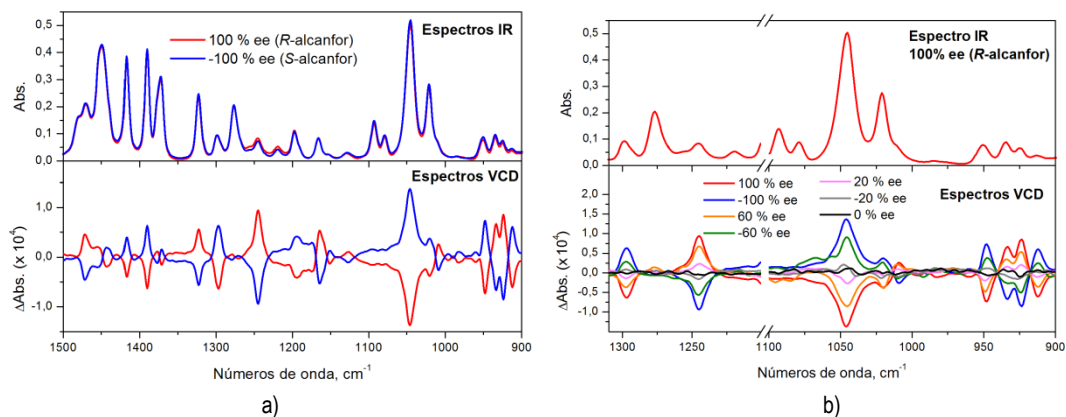 Espectros IR
100 % ee (R-alcanfor)
-100 % ee (S-alcanfor)
Abs.
0,5
0,4
0,3
0,2
0,1
0,0
Espectros VCD
ΔAbs. (x 10⁴)
1,0
0,0
-1,0
1500 1400 1300 1200 1100 1000 900
Números de onda, cm⁻¹
a)
Espectro IR
100% ee (R-alcanfor)
Abs.
0,5
0,4
0,3
0,2
0,1
0,0
Espectros VCD
100 % ee
-100 % ee
60 % ee
-60 % ee
20 % ee
-20 % ee
0 % ee
ΔAbs. (x 10⁴)
2,0
1,5
1,0
0,5
0,0
-0,5
-1,0
1300 1250 1100 1050 1000 950 900
Números de onda, cm⁻¹
b)